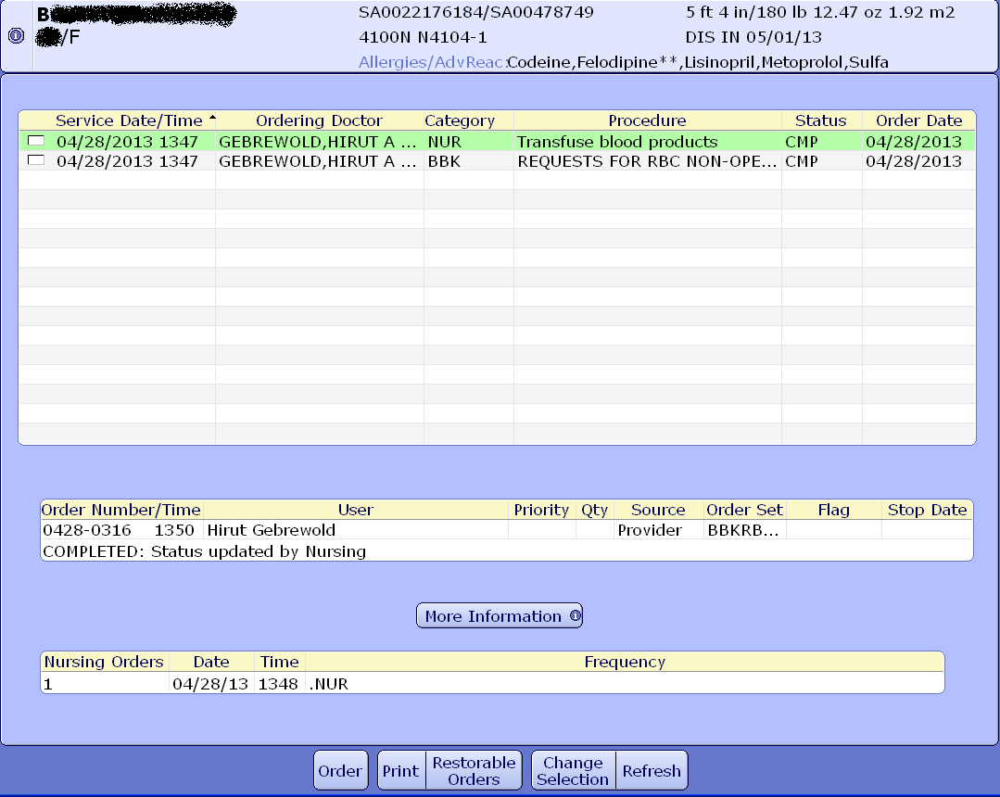 B SA0022176184/SA00478749 5 ft 4 in/180 lb 12.47 oz 1.92 m2
/F 4100N N4104-1 DIS IN 05/01/13
Allergies/AdvReac: Codeine,Felodipine**,Lisinopril,Metoprolol,Sulfa
Service Date/Time Ordering Doctor Category Procedure Status Order Date
04/28/2013 1347 GEBREWOLD,HIRUT A ... NUR Transfuse blood products CMP 04/28/2013
04/28/2013 1347 GEBREWOLD,HIRUT A ... BBK REQUESTS FOR RBC NON-OPE... CMP 04/28/2013
Order Number/Time User Priority Qty Source Order Set Flag Stop Date
0428-0316 1350 Hirut Gebrewold Provider BBKRB...
COMPLETED: Status updated by Nursing
More Information
Nursing Orders Date Time Frequency
1 04/28/13 1348 .NUR
Order Print Restorable Orders Change Selection Refresh